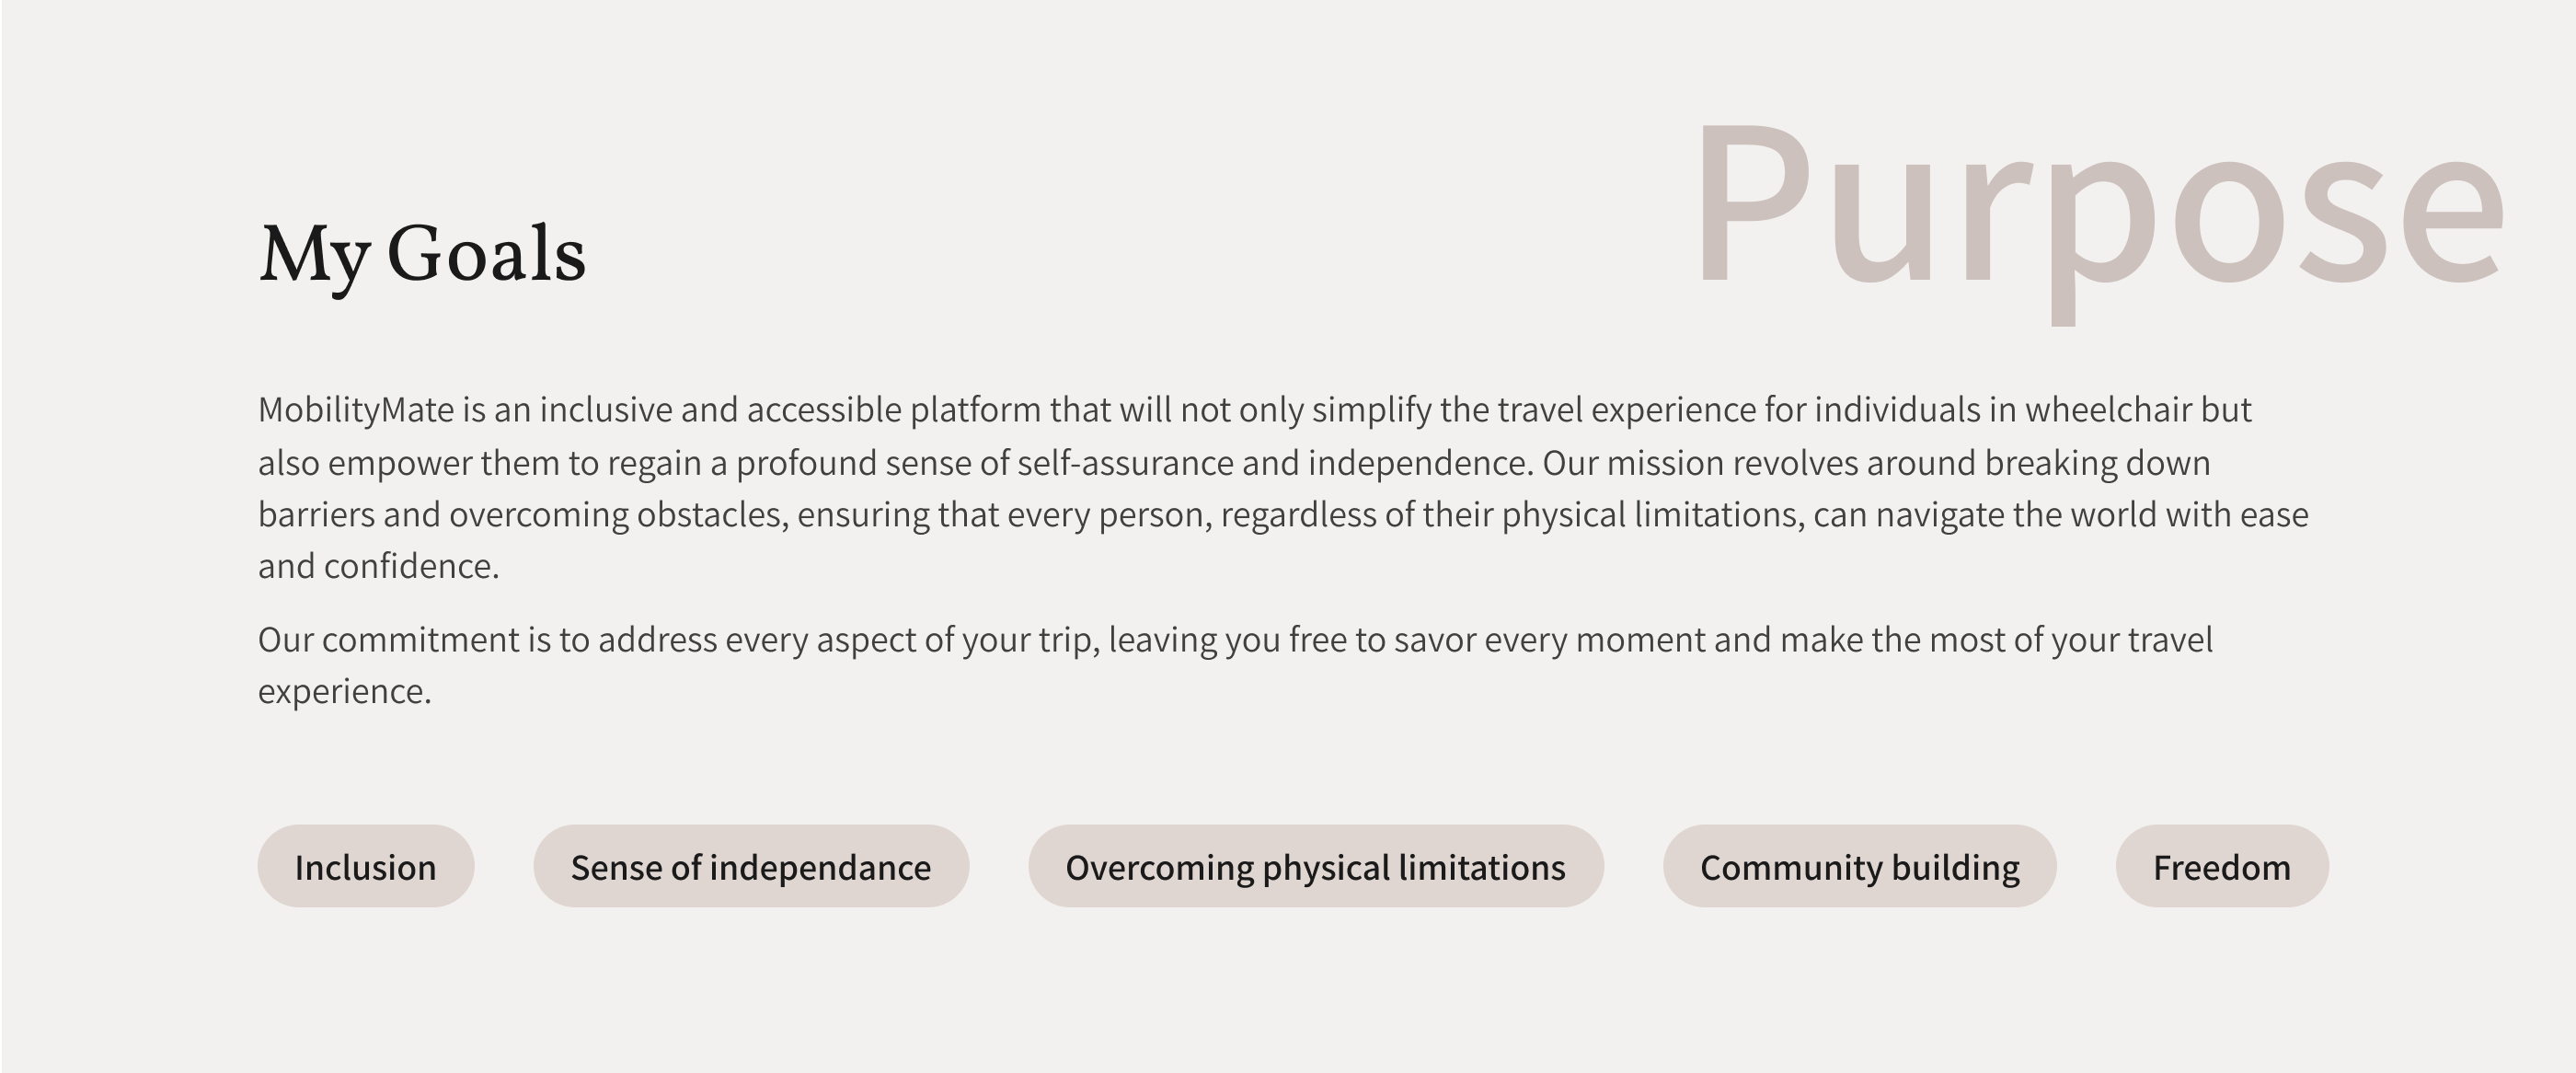 Purpose
My Goals
MobilityMate is an inclusive and accessible platform that will not only simplify the travel experience for individuals in wheelchair but
also empower them to regain a profound sense of self-assurance and independence. Our mission revolves around breaking down
barriers and overcoming obstacles, ensuring that every person, regardless of their physical limitations, can navigate the world with ease
and confidence.
Our commitment is to address every aspect of your trip, leaving you free to savor every moment and make the most of your travel
experience.
Inclusion
Sense of independance
Overcoming physical limitations
Community building
Freedom